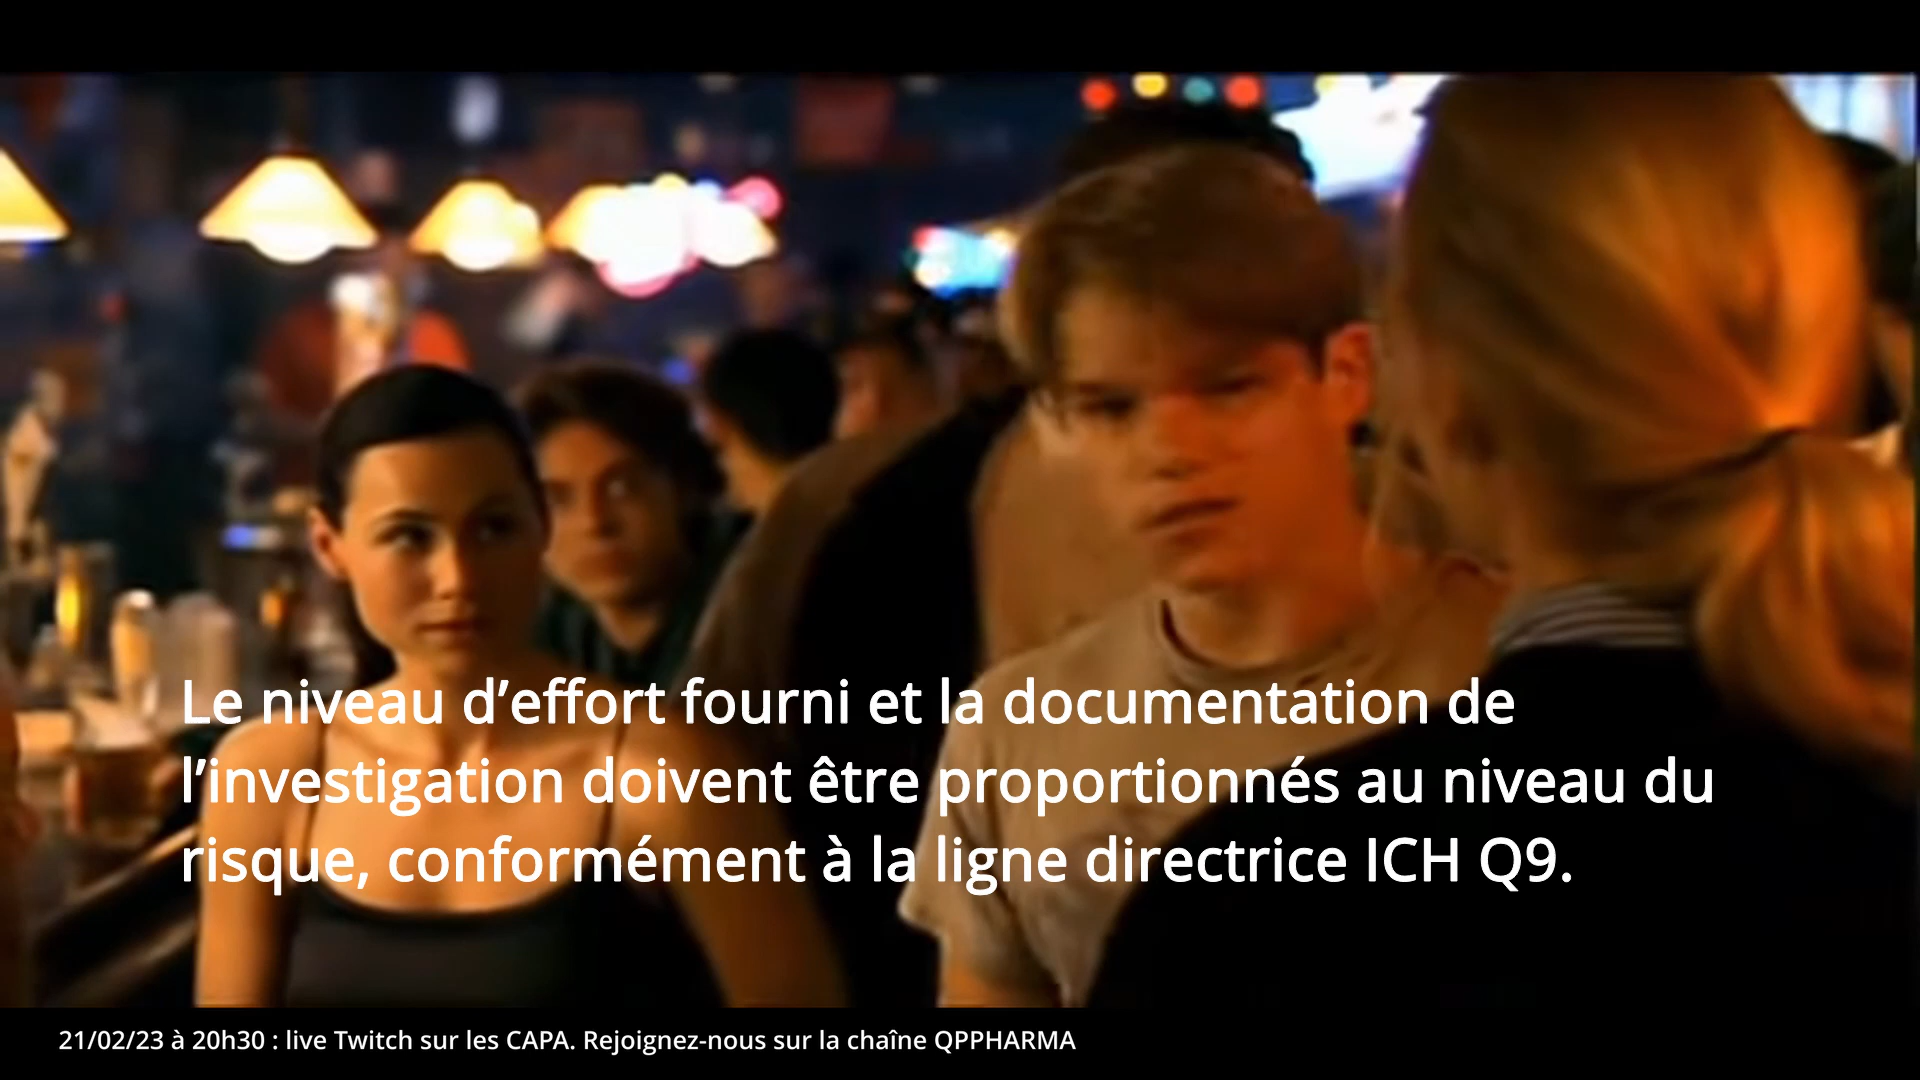 Le niveau d’effort fourni et la documentation de
l’investigation doivent être proportionnés au niveau du
risque, conformément à la ligne directrice ICH Q9.
21/02/23 à 20h30 : live Twitch sur les CAPA. Rejoignez-nous sur la chaîne QPPHARMA